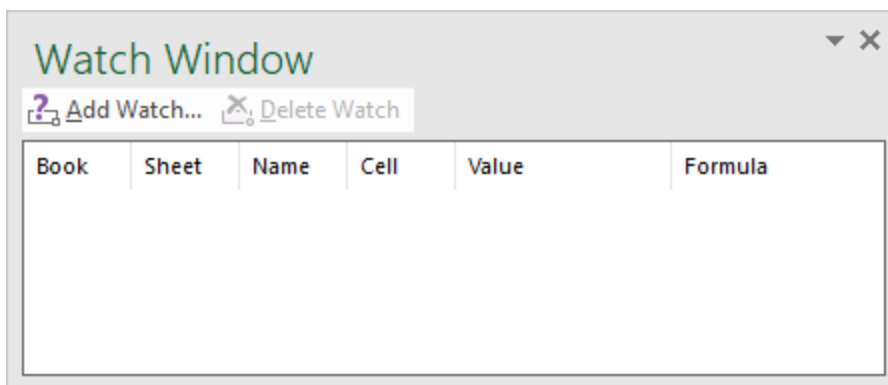 Watch Window
Add Watch... Delete Watch
Book Sheet Name Cell Value Formula